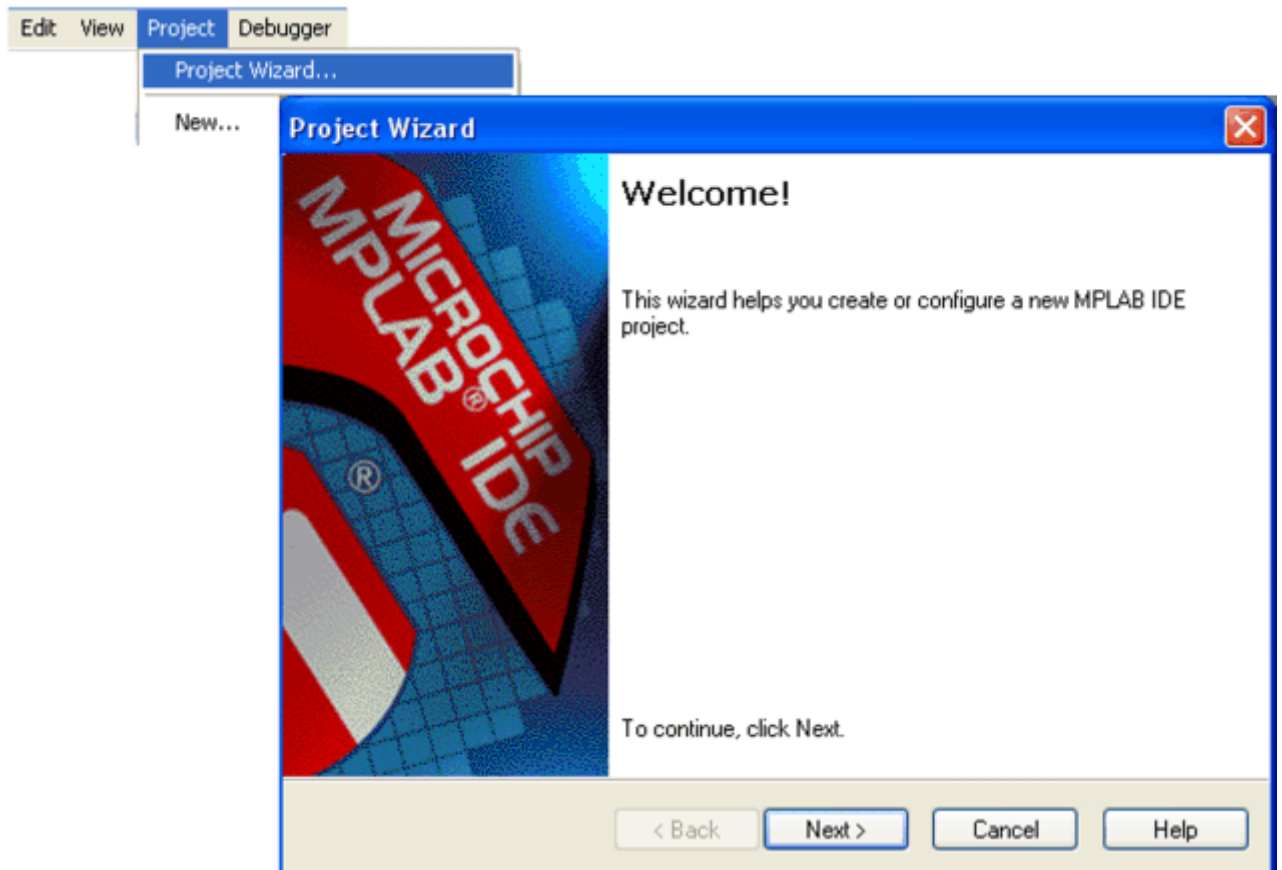 Edit View Project Debugger
Project Wizard...
New...
Project Wizard
MICROCHIP
MPLAB® IDE
®
Welcome!
This wizard helps you create or configure a new MPLAB IDE
project.
To continue, click Next.
< Back Next > Cancel Help